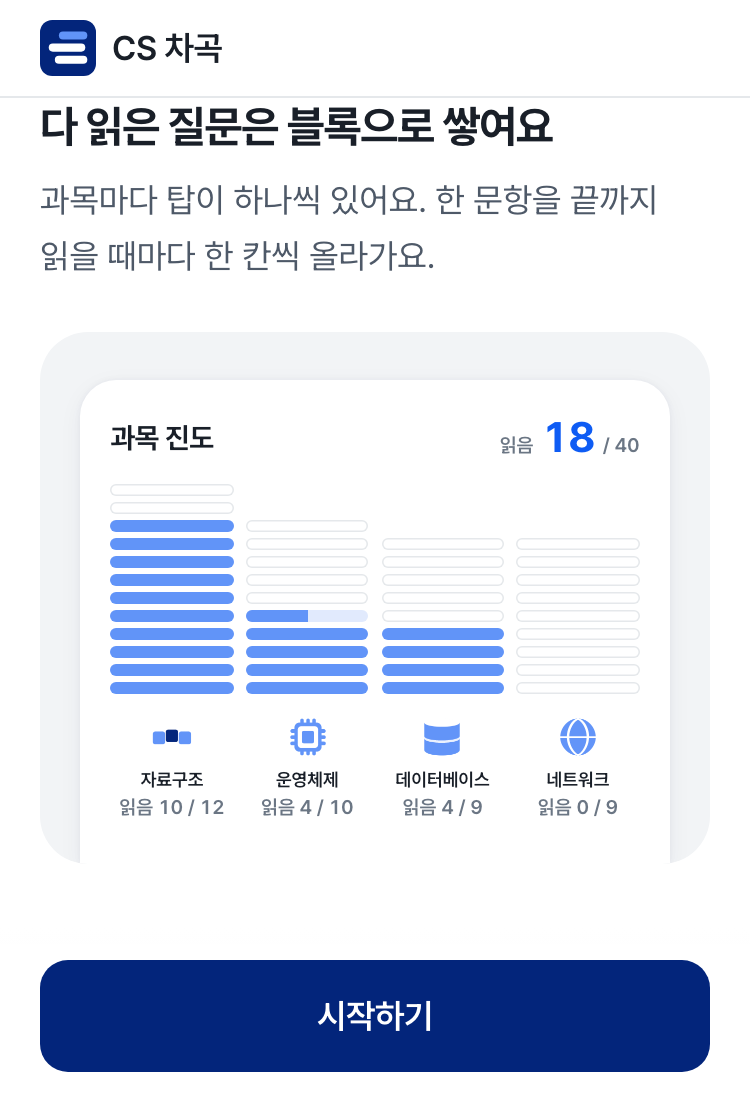 CS 차곡
다 읽은 질문은 블록으로 쌓여요
과목마다 탑이 하나씩 있어요. 한 문항을 끝까지
읽을 때마다 한 칸씩 올라가요.
과목 진도
읽음 18 / 40
자료구조
읽음 10 / 12
운영체제
읽음 4 / 10
데이터베이스
읽음 4 / 9
네트워크
읽음 0 / 9
시작하기